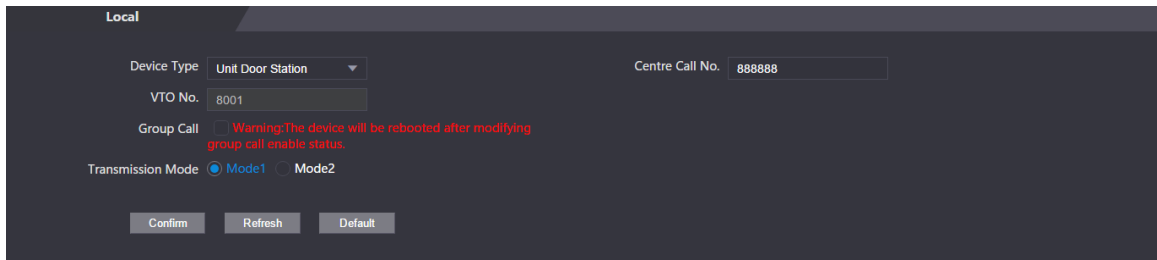 Local
Device Type Unit Door Station Centre Call No. 888888
VTO No. 8001
Group Call Warning:The device will be rebooted after modifying
group call enable status.
Transmission Mode Mode1 Mode2
Confirm Refresh Default